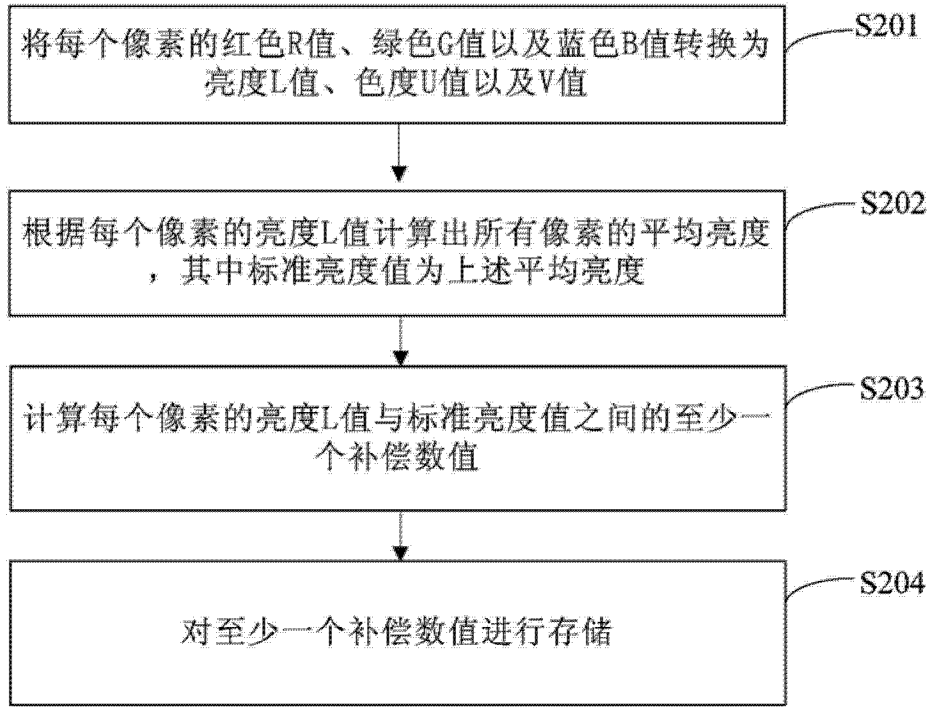 将每个像素的红色R值、绿色G值以及蓝色B值转换为
亮度L值、色度U值以及V值
S201
根据每个像素的亮度L值计算出所有像素的平均亮度
，其中标准亮度值为上述平均亮度
S202
计算每个像素的亮度L值与标准亮度值之间的至少一
个补偿数值
S203
对至少一个补偿数值进行存储
S204